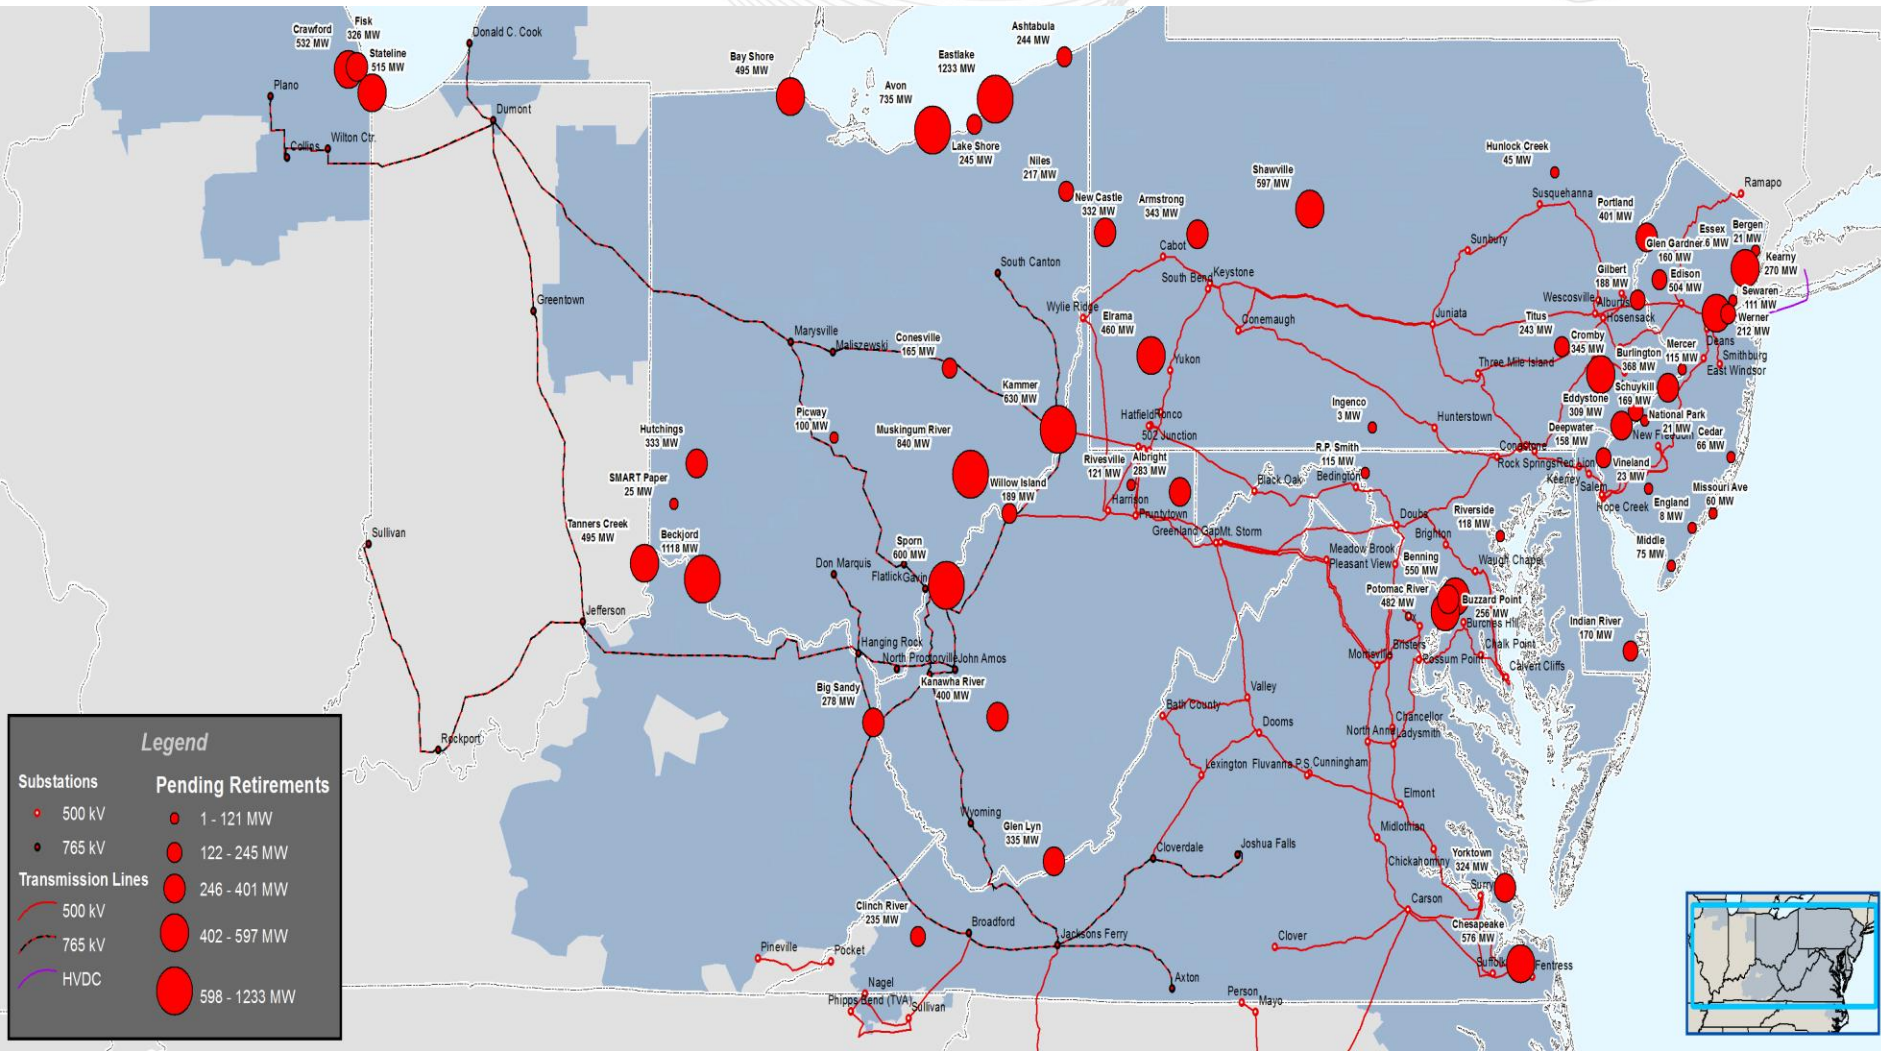 Crawford
532 MW
Fisk
326 MW
Stateline
515 MW
Donald C. Cook
Plano
Collins
Wilton Ctr.
Dumont
Bay Shore
495 MW
Avon
735 MW
Eastlake
1233 MW
Ashtabula
244 MW
Lake Shore
245 MW
Niles
217 MW
New Castle
332 MW
Armstrong
343 MW
Shawville
597 MW
Hunlock Creek
45 MW
Susquehanna
Ramapo
Portland
401 MW
Essex
Bergen
21 MW
Glen Gardner
160 MW
Kearny
270 MW
Gilbert
188 MW
Edison
504 MW
Sewaren
111 MW
Werner
212 MW
Sunbury
Cabot
South Bend
Keystone
South Canton
Wylie Ridge
Conemaugh
Juniata
Wescosville
Alburtis
Hosensack
Greentown
Marysville
Maliszewski
Conesville
165 MW
Elrama
460 MW
Yukon
Titus
243 MW
Cromby
345 MW
Burlington
368 MW
Mercer
115 MW
Deans
Smithburg
East Windsor
Three Mile Island
Kammer
630 MW
Picway
100 MW
Muskingum River
840 MW
Hatfield
Ronco
502 Junction
Ingenco
3 MW
Hunterstown
Eddystone
309 MW
Schuykill
169 MW
National Park
21 MW
New Freedom
Cedar
66 MW
Deepwater
158 MW
Hutchings
333 MW
SMART Paper
25 MW
Willow Island
189 MW
Rivesville
121 MW
Albright
283 MW
Harrison
Pruntytown
R.P. Smith
115 MW
Black Oak
Bedington
Conastone
Rock Springs
Red Lion
Keeney
Salem
Hope Creek
Vineland
23 MW
Missouri Ave
60 MW
England
8 MW
Middle
75 MW
Sullivan
Tanners Creek
495 MW
Beckjord
1118 MW
Sporn
600 MW
Don Marquis
Flatlick
Gavin
Greenland Gap
Mt. Storm
Meadow Brook
Pleasant View
Doubs
Brighton
Riverside
118 MW
Waugh Chapel
Benning
550 MW
Potomac River
482 MW
Buzzard Point
256 MW
Burches Hill
Chalk Point
Calvert Cliffs
Indian River
170 MW
Jefferson
Hanging Rock
North Proctorville
John Amos
Kanawha River
400 MW
Big Sandy
278 MW
Rockport
Morrisville
Bristers
Possum Point
Valley
Bath County
Dooms
Lexington
Fluvanna P.S.
Cunningham
North Anna
Chancellor
Ladysmith
Elmont
Midlothian
Chickahominy
Wyoming
Glen Lyn
335 MW
Cloverdale
Joshua Falls
Yorktown
324 MW
Surry
Carson
Chesapeake
576 MW
Suffolk
Fentress
Clinch River
235 MW
Broadford
Jacksons Ferry
Clover
Pineville
Pocket
Nagel
Phipps Bend (TVA)
Sullivan
Axton
Person
Mayo
Legend
Substations
500 kV
765 kV
Transmission Lines
500 kV
765 kV
HVDC
Pending Retirements
1 - 121 MW
122 - 245 MW
246 - 401 MW
402 - 597 MW
598 - 1233 MW